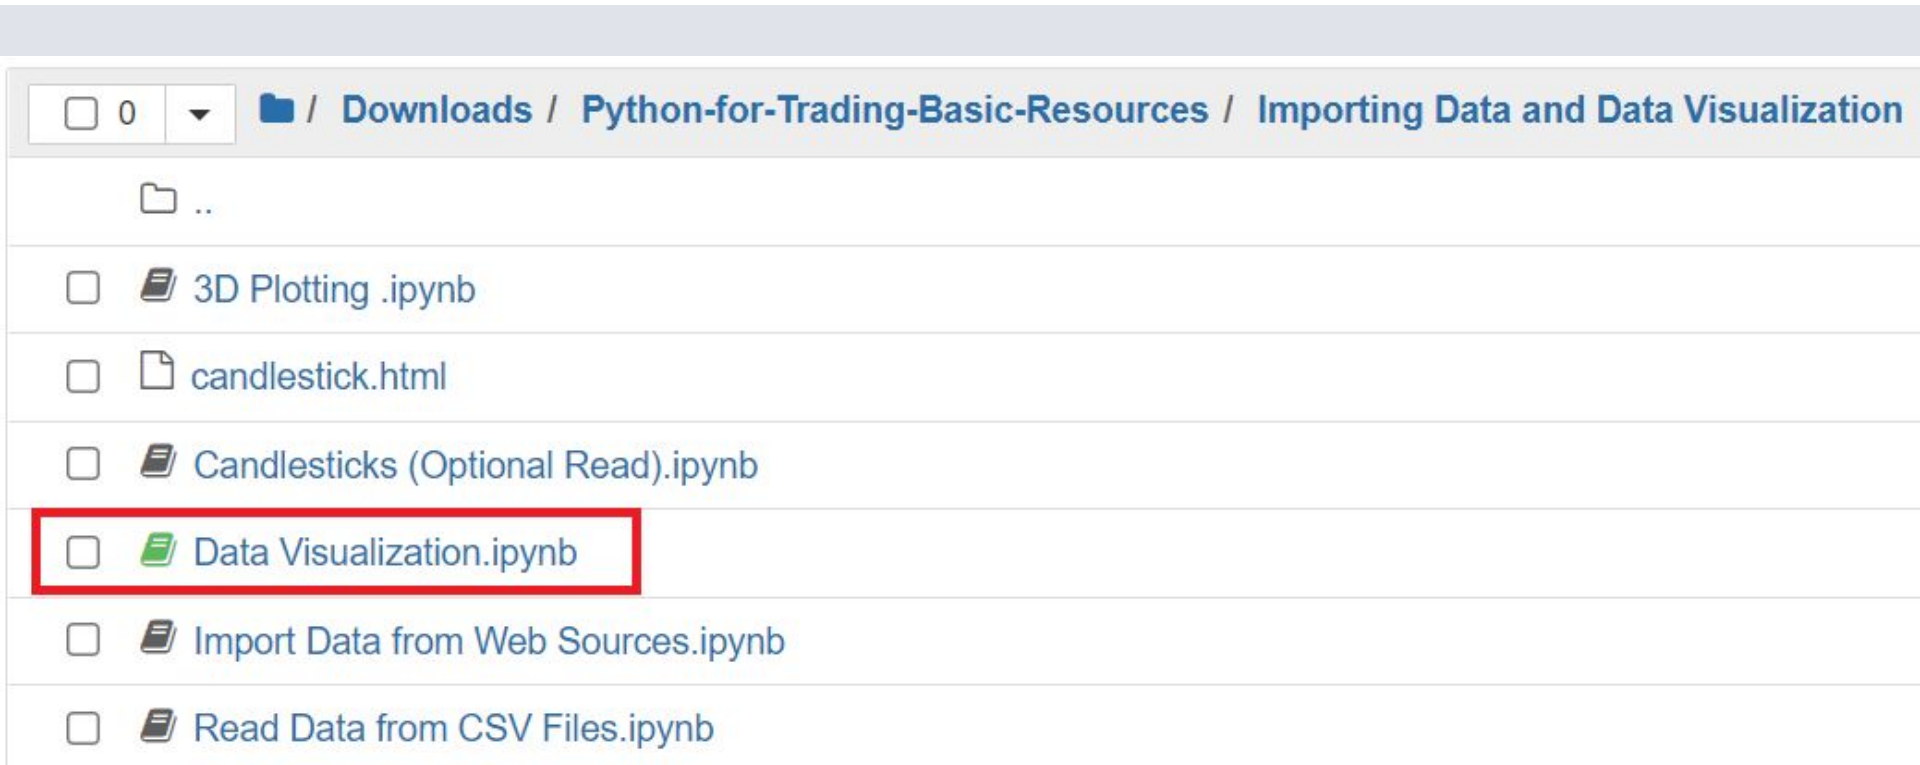 0 / Downloads / Python-for-Trading-Basic-Resources / Importing Data and Data Visualization
..
3D Plotting .ipynb
candlestick.html
Candlesticks (Optional Read).ipynb
Data Visualization.ipynb
Import Data from Web Sources.ipynb
Read Data from CSV Files.ipynb